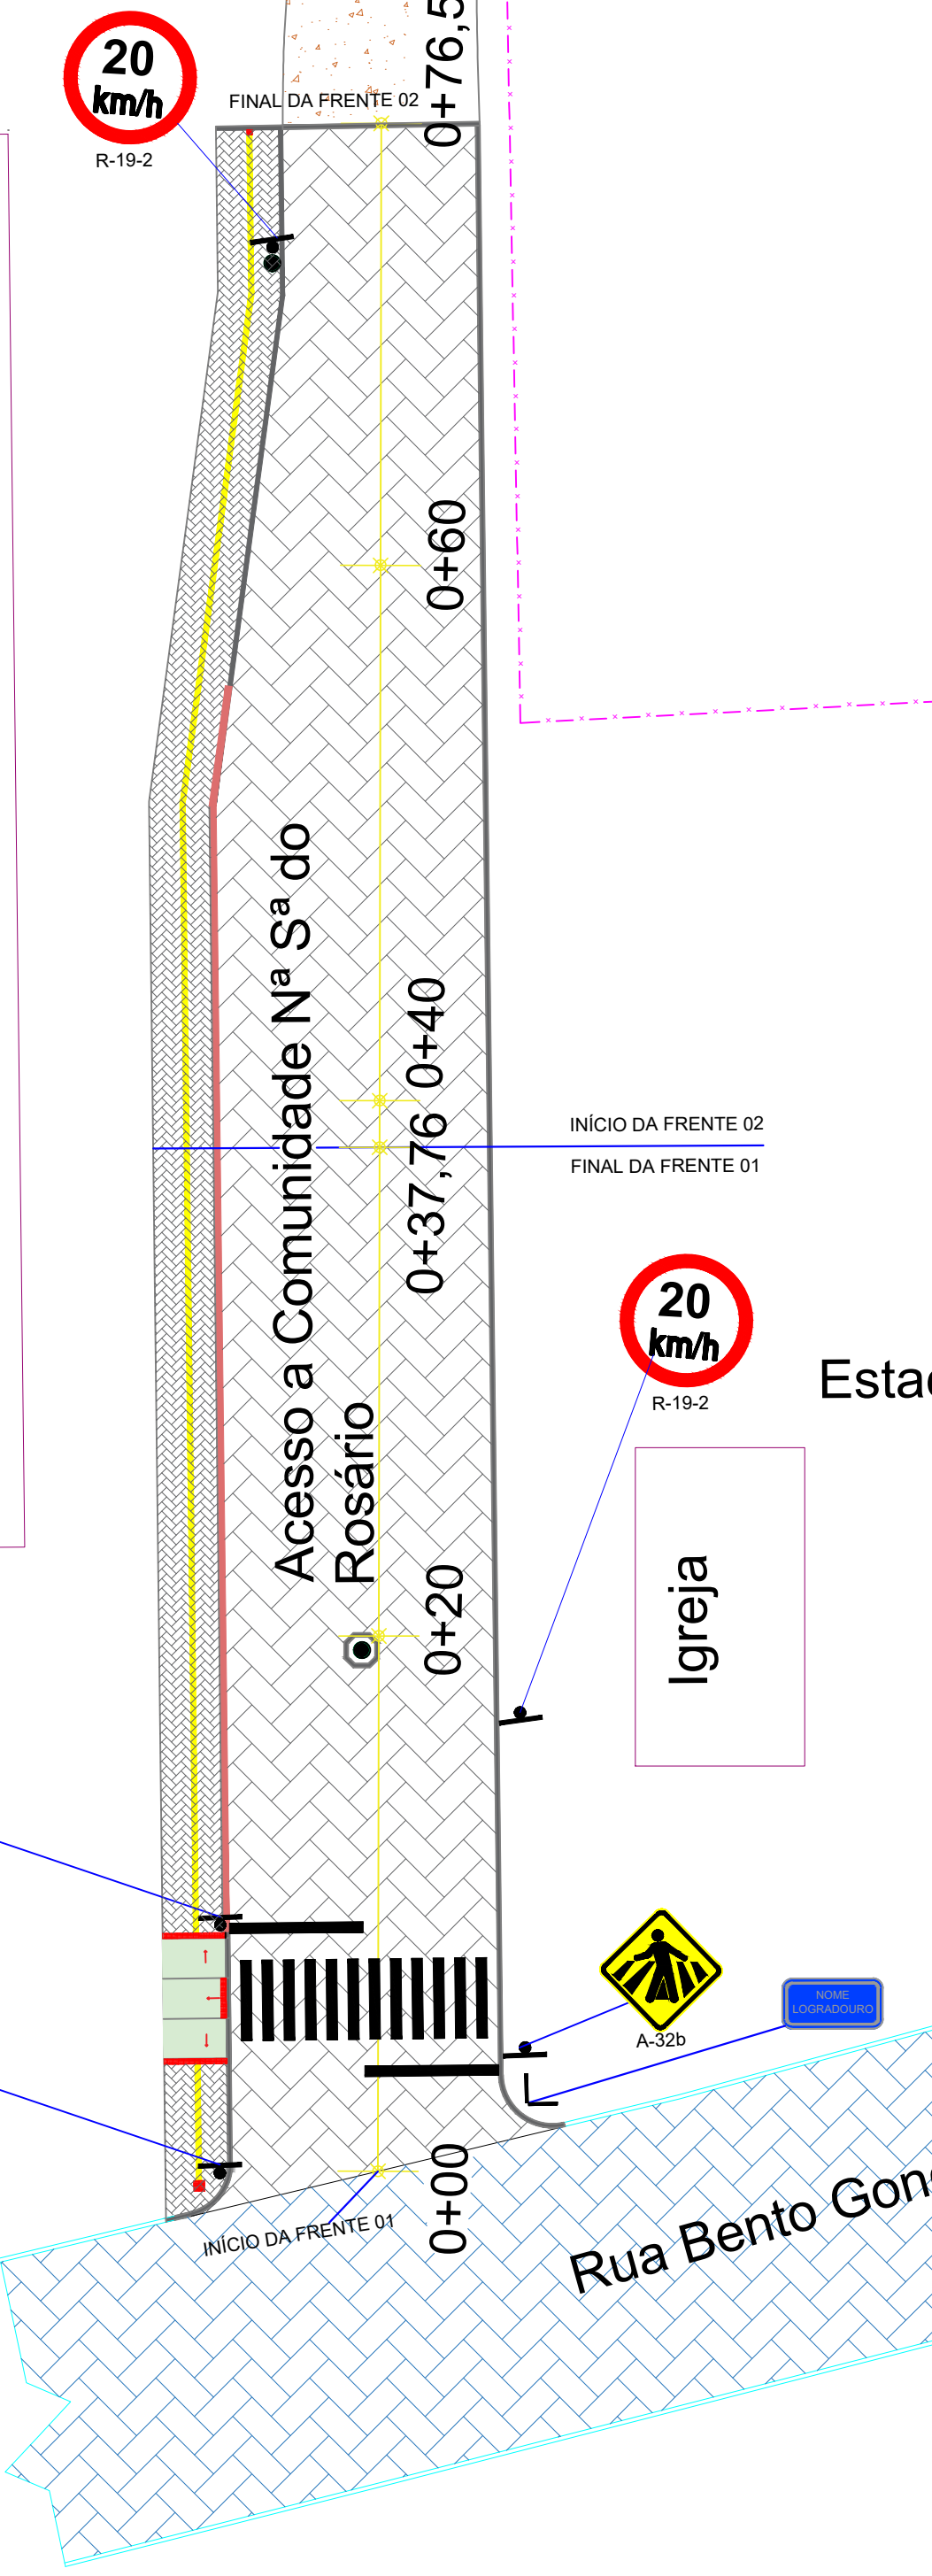 20
km/h
R-19-2
FINAL DA FRENTE 02
0+76,5
0+60
Acesso a Comunidade Nª Sª do
Rosário
0+40
0+37,76
INÍCIO DA FRENTE 02
FINAL DA FRENTE 01
20
km/h
R-19-2
Igreja
0+20
A-32b
NOME
LOGRADOURO
0+00
INÍCIO DA FRENTE 01
Rua Bento